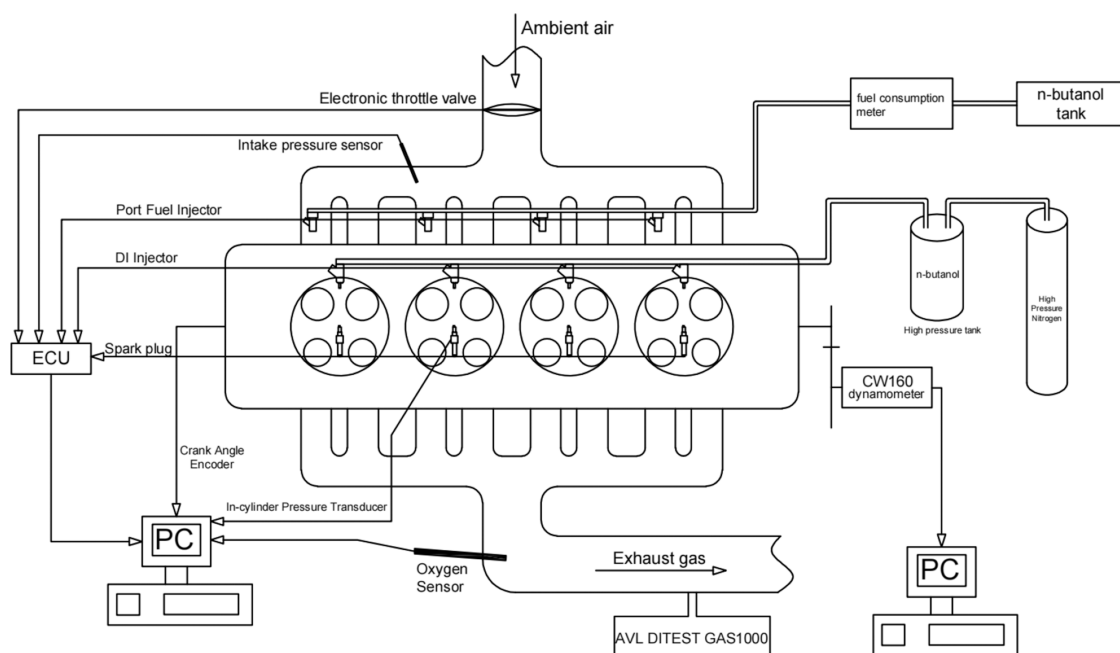 Ambient air
Electronic throttle valve
fuel consumption
meter
n-butanol
tank
Intake pressure sensor
Port Fuel Injector
DI Injector
n-butanol
High pressure tank
High
Pressure
Nitrogen
ECU
Spark plug
CW160
dynamometer
Crank Angle
Encoder
In-cylinder Pressure Transducer
PC
Oxygen
Sensor
Exhaust gas
PC
AVL DITEST GAS1000